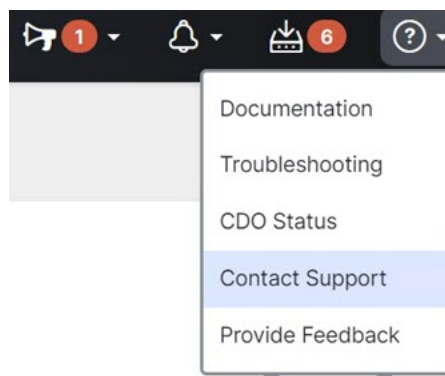 1
6
?
Documentation
Troubleshooting
CDO Status
Contact Support
Provide Feedback